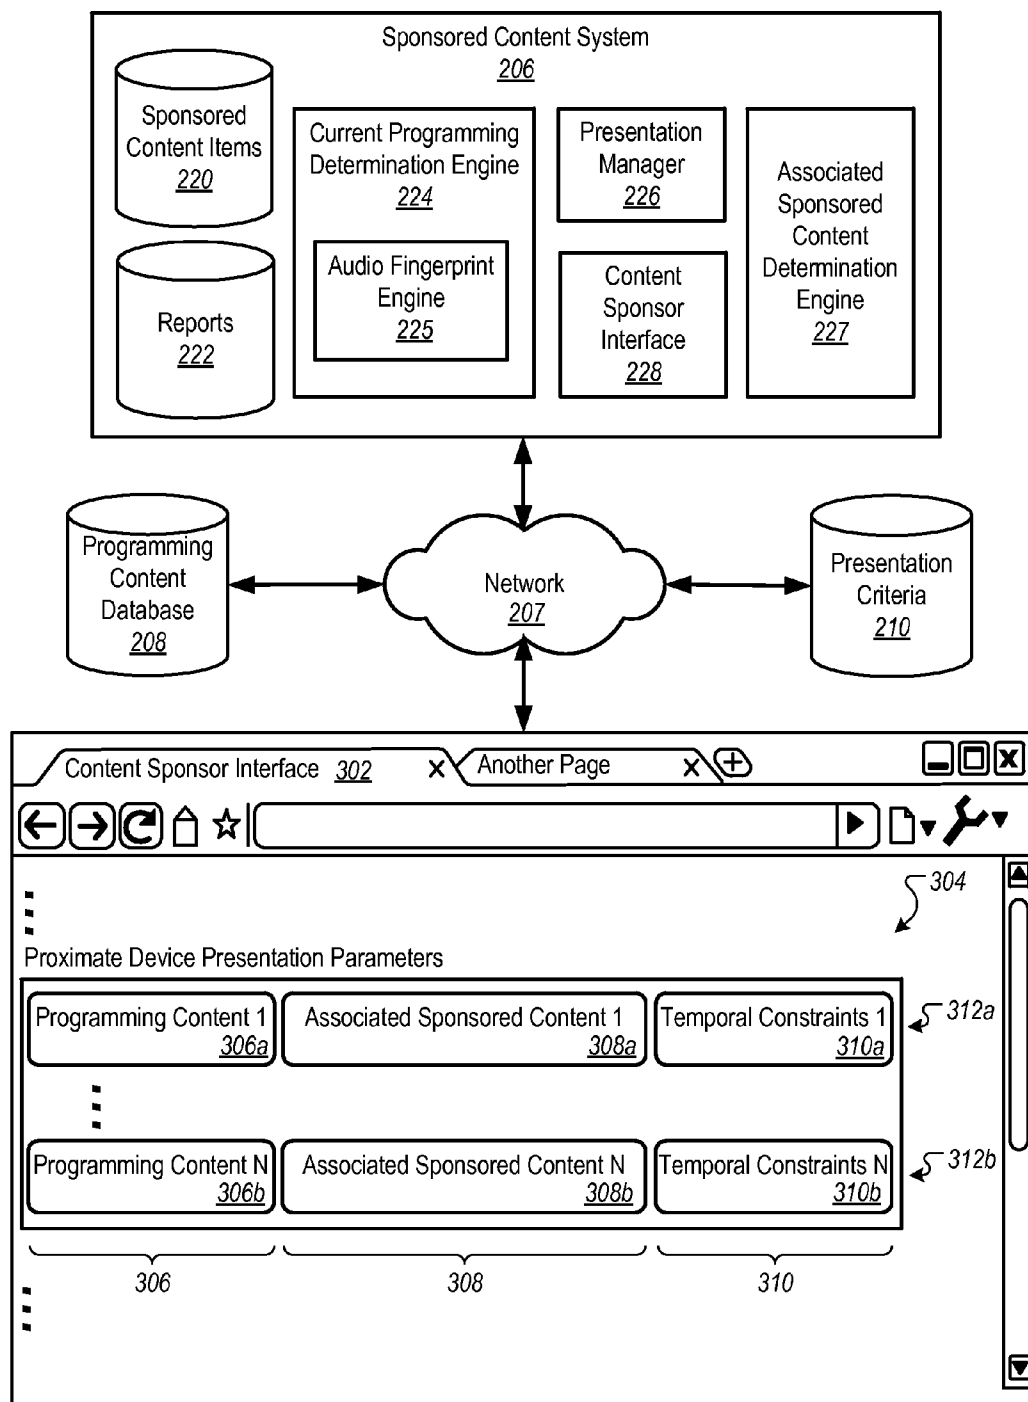 Sponsored Content System
206
Sponsored
Content Items
220
Reports
222
Current Programming
Determination Engine
224
Audio Fingerprint
Engine
225
Presentation
Manager
226
Content
Sponsor
Interface
228
Associated
Sponsored
Content
Determination
Engine
227
Programming
Content
Database
208
Network
207
Presentation
Criteria
210
Content Sponsor Interface 302 X
Another Page X
304
Proximate Device Presentation Parameters
Programming Content 1
306a
Associated Sponsored Content 1
308a
Temporal Constraints 1
310a
312a
Programming Content N
306b
Associated Sponsored Content N
308b
Temporal Constraints N
310b
312b
306
308
310